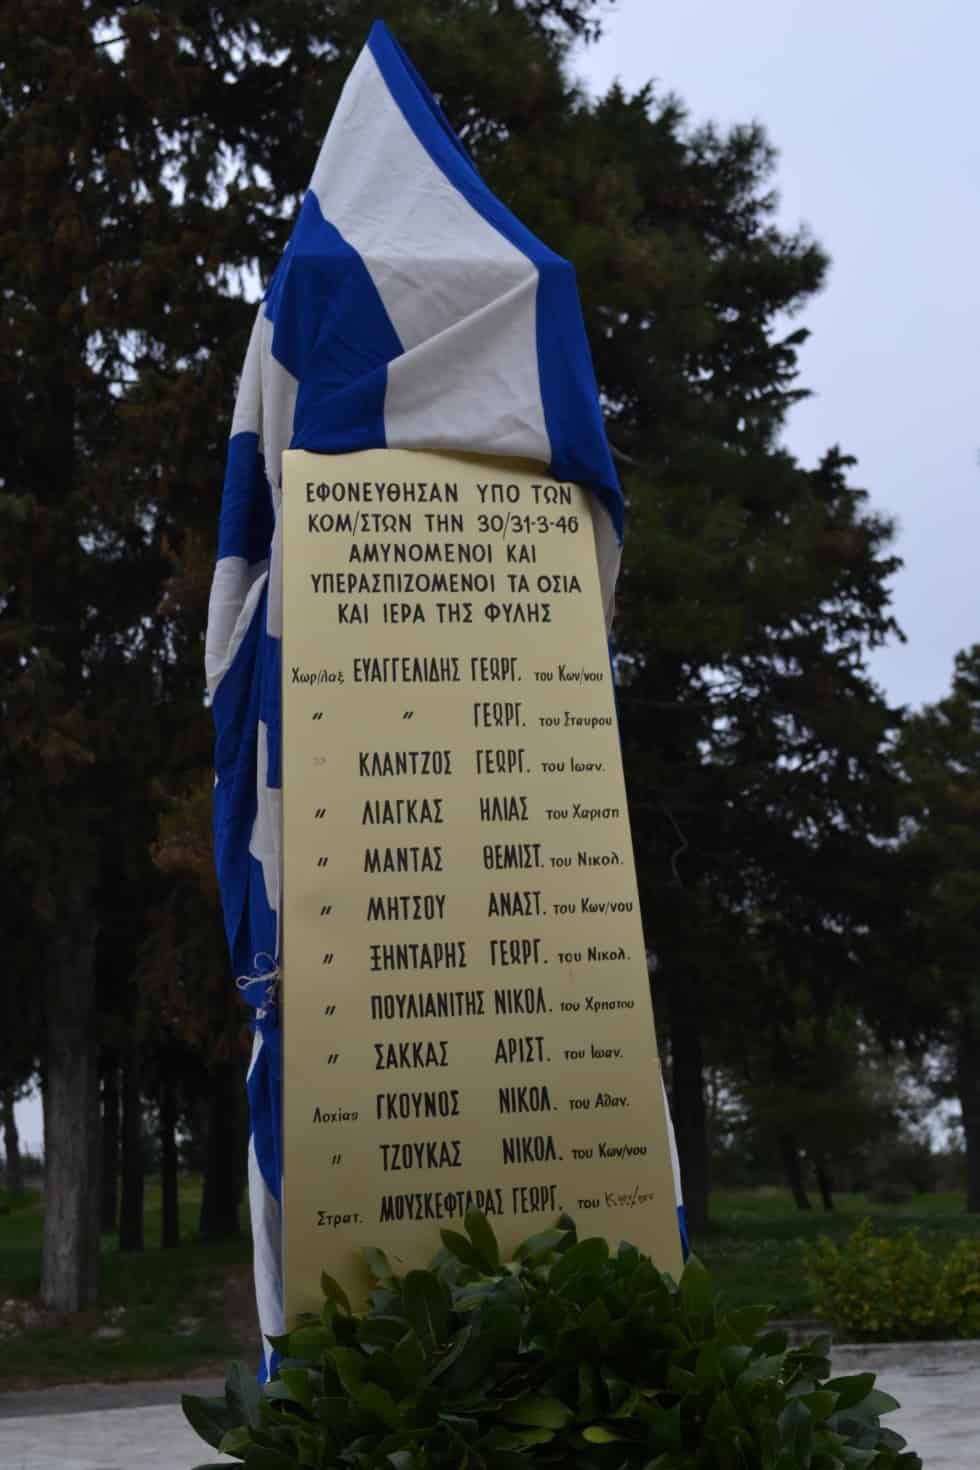 ΕΦΟΝΕΥΘΗΣΑΝ ΥΠΟ ΤΩΝ
ΚΟΜ/ΣΤΩΝ ΤΗΝ 30/31-3-46
ΑΜΥΝΟΜΕΝΟΙ ΚΑΙ
ΥΠΕΡΑΣΠΙΖΟΜΕΝΟΙ ΤΑ ΟΣΙΑ
ΚΑΙ ΙΕΡΑ ΤΗΣ ΦΥΛΗΣ
Χωρ/λαξ ΕΥΑΓΓΕΛΙΔΗΣ ΓΕΩΡΓ. του Κων/νου
" " ΓΕΩΡΓ. του Σταυρου
" ΚΛΑΝΤΖΟΣ ΓΕΩΡΓ. του Ιωαν.
" ΛΙΑΓΚΑΣ ΗΛΙΑΣ του Χαριση
" ΜΑΝΤΑΣ ΘΕΜΙΣΤ. του Νικολ.
" ΜΗΤΣΟΥ ΑΝΑΣΤ. του Κων/νου
" ΞΗΝΤΑΡΗΣ ΓΕΩΡΓ. του Νικολ.
" ΠΟΥΛΙΑΝΙΤΗΣ ΝΙΚΟΛ. του Χρηστου
" ΣΑΚΚΑΣ ΑΡΙΣΤ. του Ιωαν.
Λοχίας ΓΚΟΥΝΟΣ ΝΙΚΟΛ. του Αθαν.
" ΤΖΟΥΚΑΣ ΝΙΚΟΛ. του Κων/νου
Στρατ. ΜΟΥΣΚΕΦΤΑΡΑΣ ΓΕΩΡΓ. του